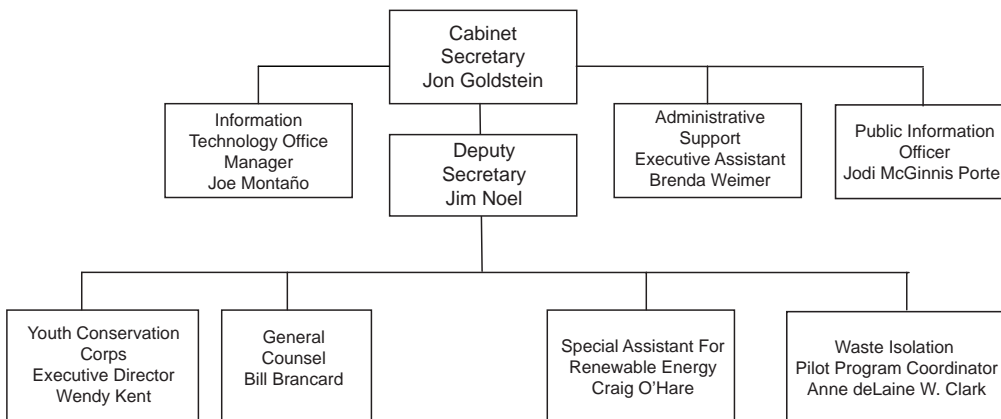 Cabinet
Secretary
Jon Goldstein
Information
Technology Office
Manager
Joe Montaño
Deputy
Secretary
Jim Noel
Administrative
Support
Executive Assistant
Brenda Weimer
Public Information
Officer
Jodi McGinnis Porte
Youth Conservation
Corps
Executive Director
Wendy Kent
General
Counsel
Bill Brancard
Special Assistant For
Renewable Energy
Craig O’Hare
Waste Isolation
Pilot Program Coordinator
Anne deLaine W. Clark